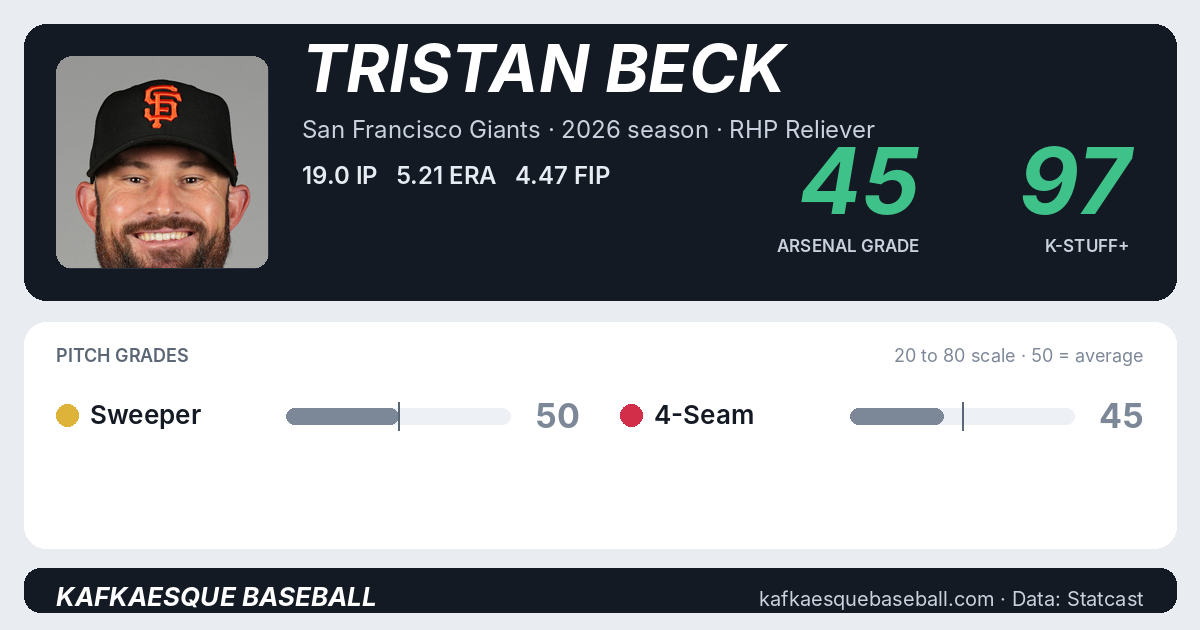 TRISTAN BECK
San Francisco Giants · 2026 season · RHP Reliever
19.0 IP 5.21 ERA 4.47 FIP
45 97
ARSENAL GRADE K-STUFF+
SF
PITCH GRADES 20 to 80 scale · 50 = average
Sweeper 50 4-Seam 45
KAFKAESQUE BASEBALL kafkaesquebaseball.com · Data: Statcast